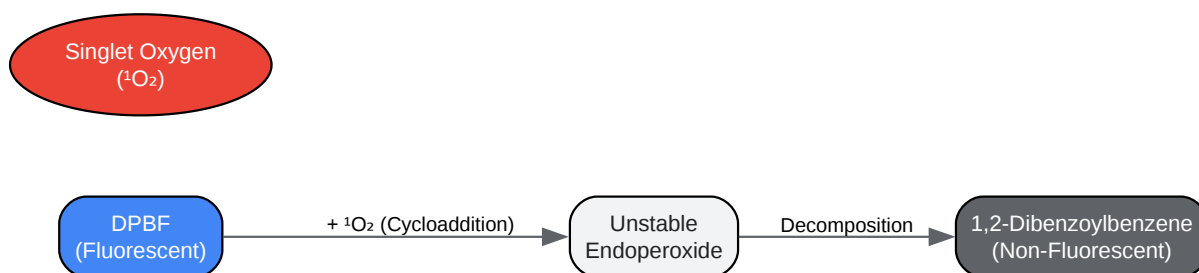 Singlet Oxygen
(¹O₂)
DPBF
(Fluorescent)
+ ¹O₂ (Cycloaddition)
Unstable
Endoperoxide
Decomposition
1,2-Dibenzoylbenzene
(Non-Fluorescent)